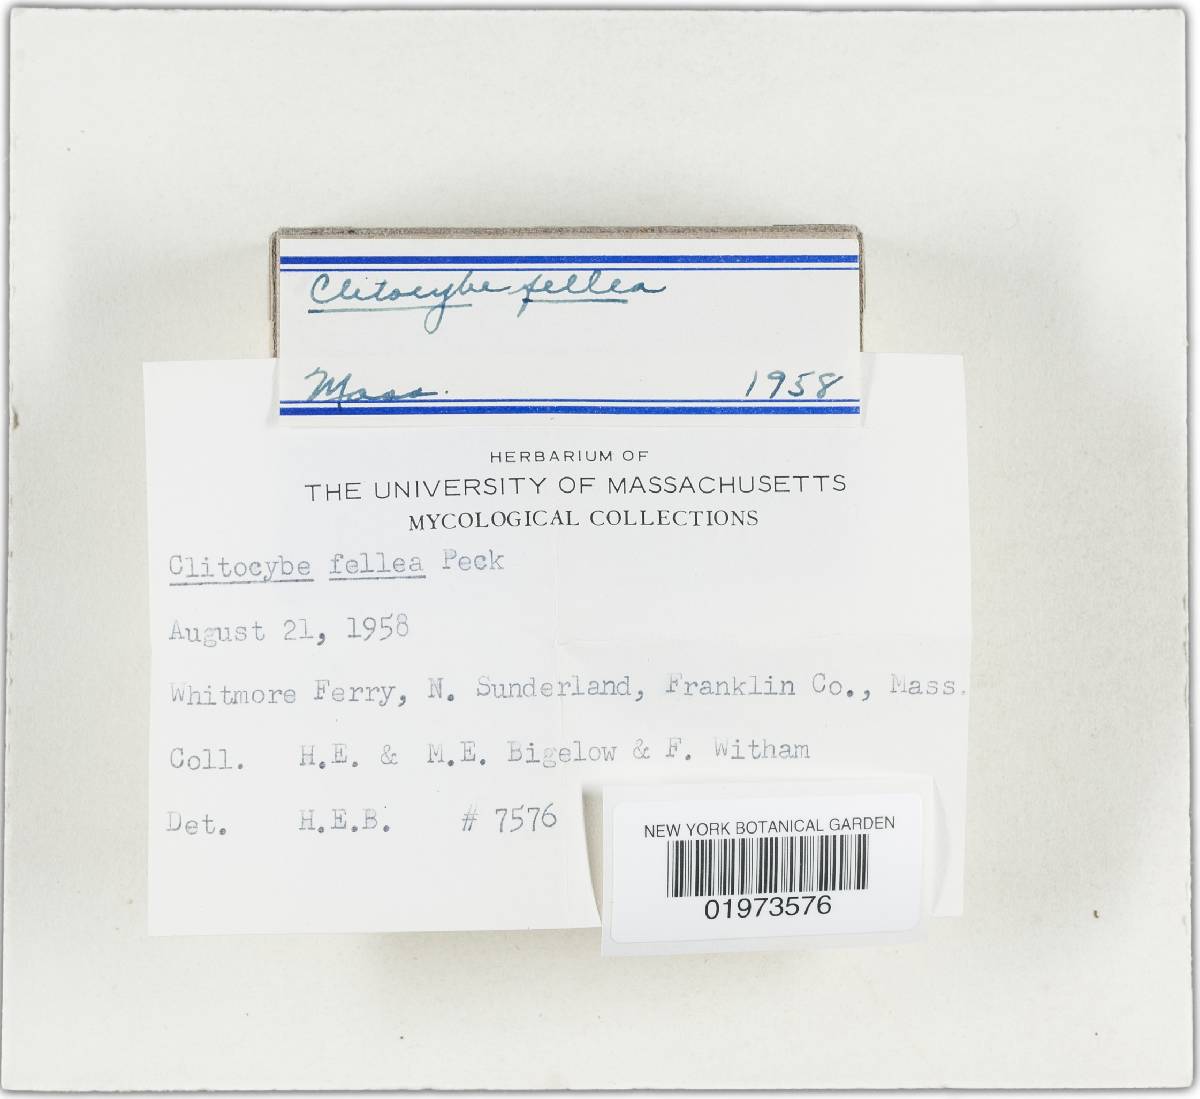 Clitocybe fellea
Mass. 1958
HERBARIUM OF
THE UNIVERSITY OF MASSACHUSETTS
MYCOLOGICAL COLLECTIONS
Clitocybe fellea Peck
August 21, 1958
Whitmore Ferry, N. Sunderland, Franklin Co., Mass.
Coll. H.E. & M.E. Bigelow & F. Witham
Det. H.E.B. # 7576
NEW YORK BOTANICAL GARDEN
01973576